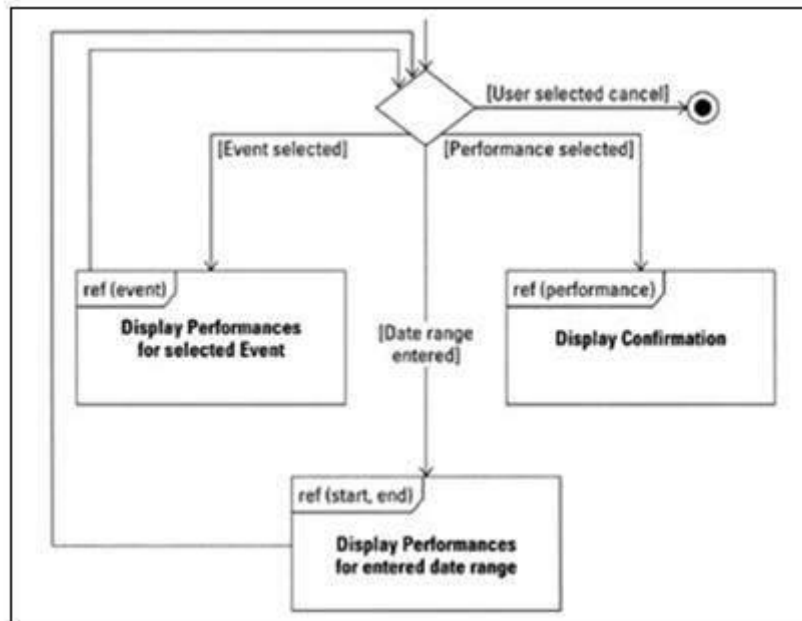 [User selected cancel]
[Event selected]
[Performance selected]
ref (event)
Display Performances
for selected Event
[Date range
entered]
ref (performance)
Display Confirmation
ref (start, end)
Display Performances
for entered date range